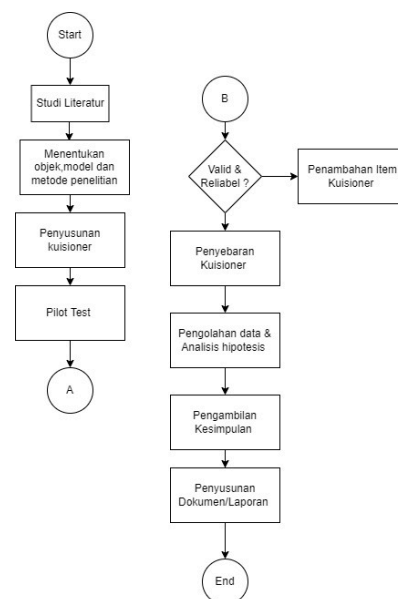 Start
Studi Literatur
Menentukan
objek,model dan
metode penelitian
Penyusunan
kuisioner
Pilot Test
A
B
Valid &
Reliabel ?
Penambahan Item
Kuisioner
Penyebaran
Kuisioner
Pengolahan data &
Analisis hipotesis
Pengambilan
Kesimpulan
Penyusunan
Dokumen/Laporan
End